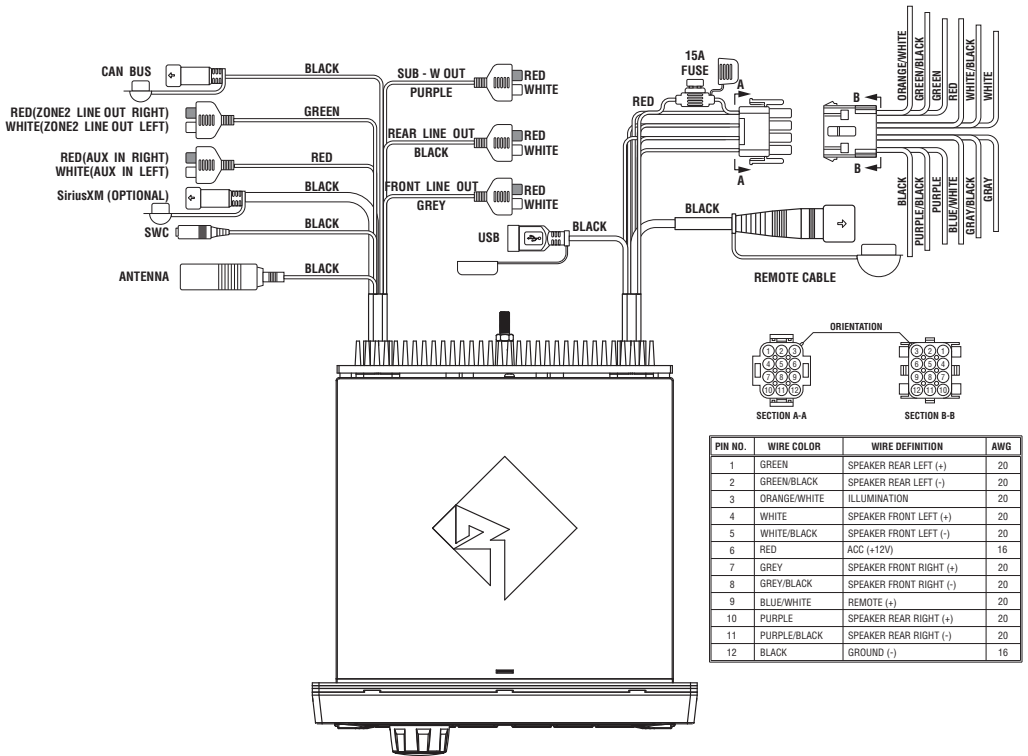 CAN BUS
BLACK
RED(ZONE2 LINE OUT RIGHT)
WHITE(ZONE2 LINE OUT LEFT)
GREEN
RED(AUX IN RIGHT)
WHITE(AUX IN LEFT)
RED
SiriusXM (OPTIONAL)
BLACK
SWC
BLACK
ANTENNA
BLACK
SUB - W OUT
PURPLE
RED
WHITE
REAR LINE OUT
BLACK
RED
WHITE
FRONT LINE OUT
GREY
RED
WHITE
USB
BLACK
15A
FUSE
RED
A
A
B
B
ORANGE/WHITE
GREEN/BLACK
GREEN
RED
WHITE/BLACK
WHITE
BLACK
PURPLE/BLACK
PURPLE
BLUE/WHITE
GRAY/BLACK
GRAY
BLACK
REMOTE CABLE
ORIENTATION
1 2 3
4 5 6
7 8 9
10 11 12
SECTION A-A
3 2 1
6 5 4
9 8 7
12 11 10
SECTION B-B
PIN NO. WIRE COLOR WIRE DEFINITION AWG
1 GREEN SPEAKER REAR LEFT (+) 20
2 GREEN/BLACK SPEAKER REAR LEFT (-) 20
3 ORANGE/WHITE ILLUMINATION 20
4 WHITE SPEAKER FRONT LEFT (+) 20
5 WHITE/BLACK SPEAKER FRONT LEFT (-) 20
6 RED ACC (+12V) 16
7 GREY SPEAKER FRONT RIGHT (+) 20
8 GREY/BLACK SPEAKER FRONT RIGHT (-) 20
9 BLUE/WHITE REMOTE (+) 20
10 PURPLE SPEAKER REAR RIGHT (+) 20
11 PURPLE/BLACK SPEAKER REAR RIGHT (-) 20
12 BLACK GROUND (-) 16